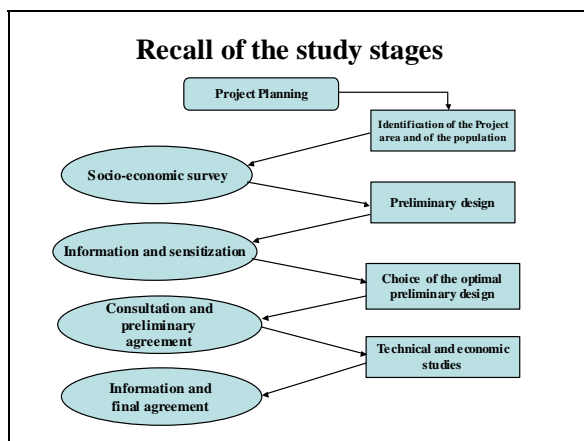 Recall of the study stages
Project Planning
Identification of the Project
area and of the population
Socio-economic survey
Preliminary design
Information and sensitization
Choice of the optimal
preliminary design
Consultation and
preliminary
agreement
Technical and economic
studies
Information and
final agreement